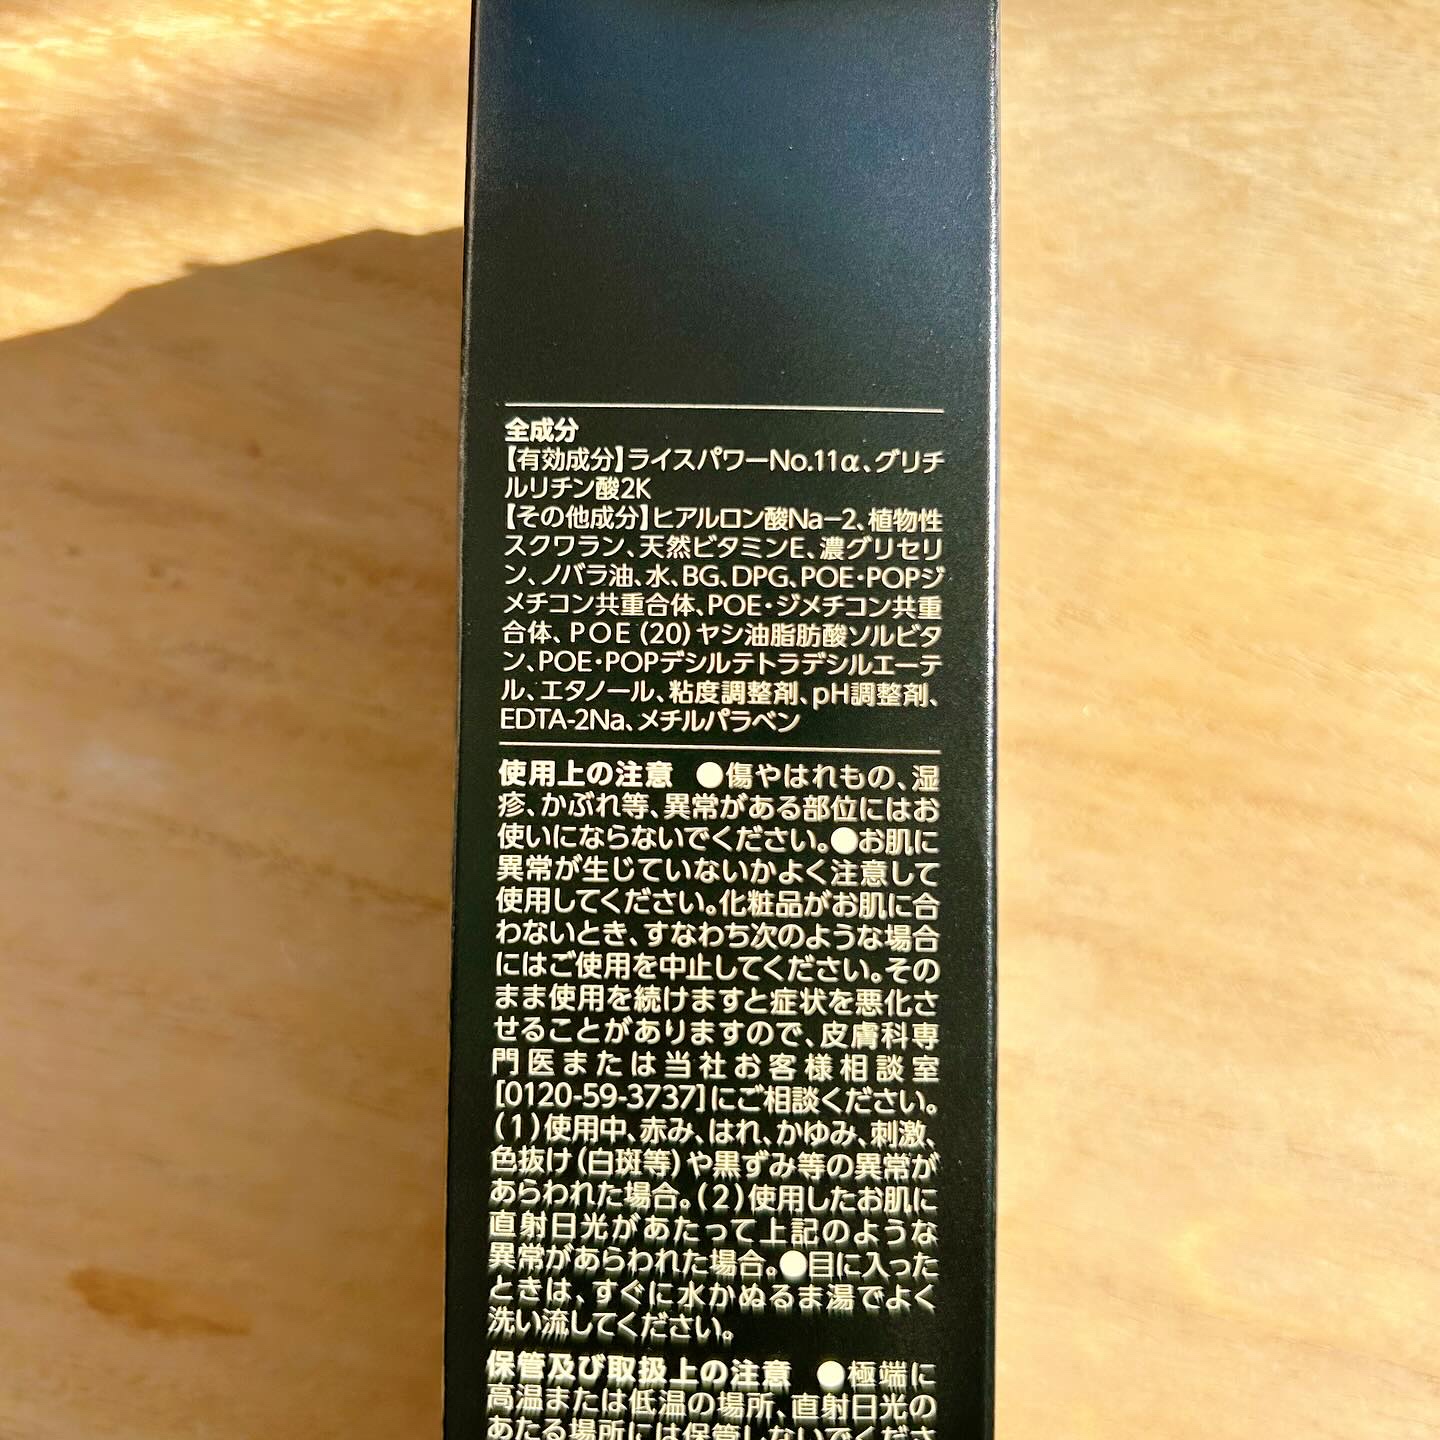 全成分
【有効成分】ライスパワーNo.11α、グリチ
ルリチン酸2K
【その他成分】ヒアルロン酸Na－2、植物性
スクワラン、天然ビタミンE、濃グリセリ
ン、ノバラ油、水、BG、DPG、POE・POPジ
メチコン共重合体、POE・ジメチコン共重
合体、POE（20）ヤシ油脂肪酸ソルビタ
ン、POE・POPデシルテトラデシルエーテ
ル、エタノール、粘度調整剤、pH調整剤、
EDTA-2Na、メチルパラベン
使用上の注意 ●傷やはれもの、湿
疹、かぶれ等、異常がある部位にはお
使いにならないでください。●お肌に
異常が生じていないかよく注意して
使用してください。化粧品がお肌に合
わないとき、すなわち次のような場合
にはご使用を中止してください。その
まま使用を続けますと症状を悪化さ
せることがありますので、皮膚科専
門医または当社お客様相談室
[0120-59-3737]にご相談ください。
（1）使用中、赤み、はれ、かゆみ、刺激、
色抜け（白斑等）や黒ずみ等の異常が
あらわれた場合。（2）使用したお肌に
直射日光があたって上記のような
異常があらわれた場合。●目に入った
ときは、すぐに水かぬるま湯でよく
洗い流してください。
保管及び取扱上の注意 ●極端に
高温または低温の場所、直射日光の
あたる場所には保管しないでくださ